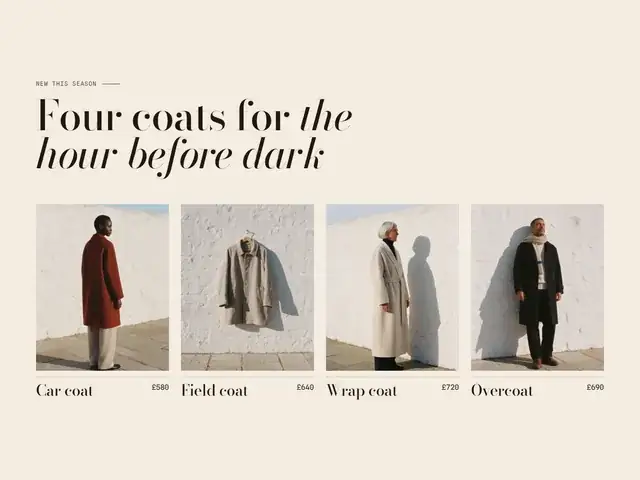 NEW THIS SEASON
Four coats for the
hour before dark
Car coat £580
Field coat £640
Wrap coat £720
Overcoat £690